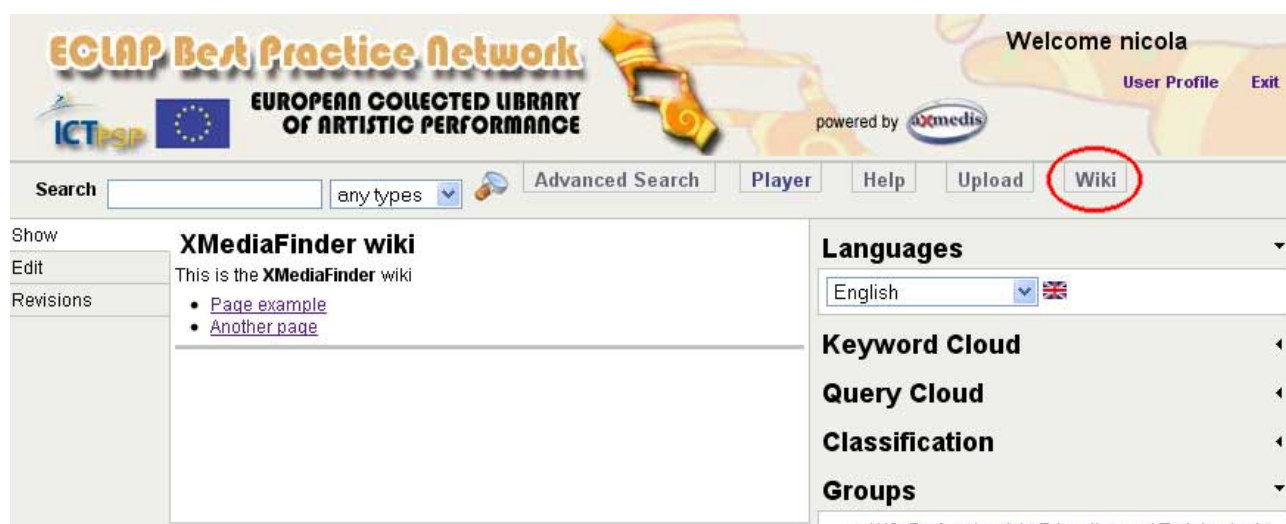 ECLAP Best Practice Network
EUROPEAN COLLECTED LIBRARY
OF ARTISTIC PERFORMANCE
ICT PSP
powered by axmedis
Welcome nicola
User Profile Exit
Search any types Advanced Search Player Help Upload Wiki
Show
Edit
Revisions
XMediaFinder wiki
This is the XMediaFinder wiki
Page example
Another page
Languages
English
Keyword Cloud
Query Cloud
Classification
Groups